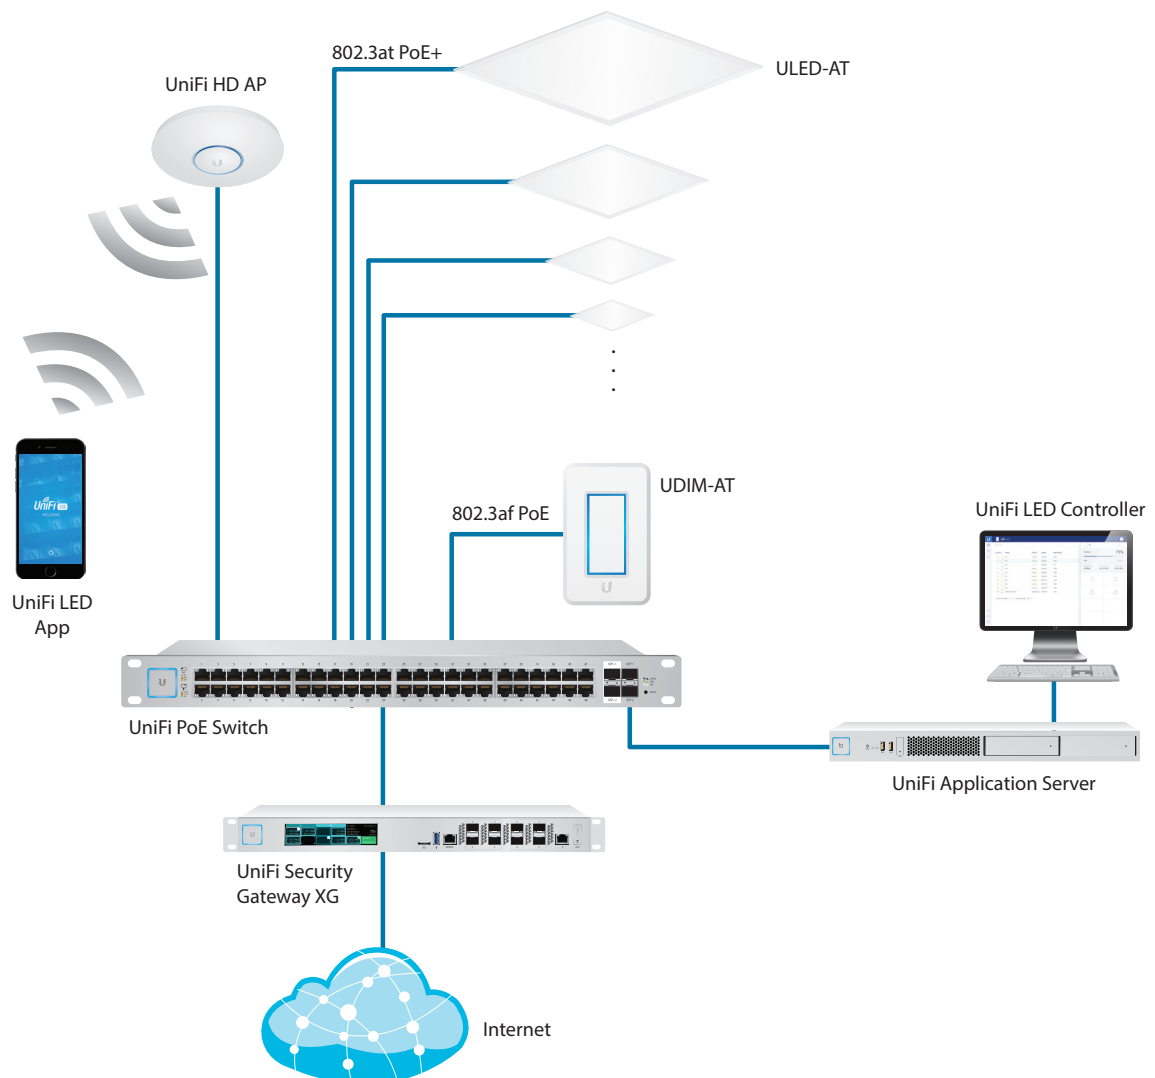 802.3at PoE+
ULED-AT
UniFi HD AP
802.3af PoE
UDIM-AT
UniFi LED Controller
UniFi
UniFi LED
App
UniFi PoE Switch
UniFi Application Server
UniFi Security
Gateway XG
Internet